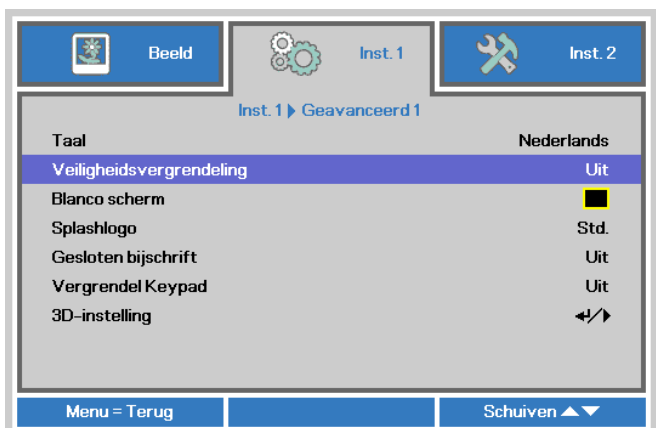 Beeld
Inst. 1
Inst. 2
Inst. 1 Geavanceerd 1
Taal Nederlands
Veiligheidsvergrendeling Uit
Blanco scherm
Splashlogo Std.
Gesloten bijschrift Uit
Vergrendel Keypad Uit
3D-instelling ↵/▶
Menu = Terug
Schuiven ▲▼